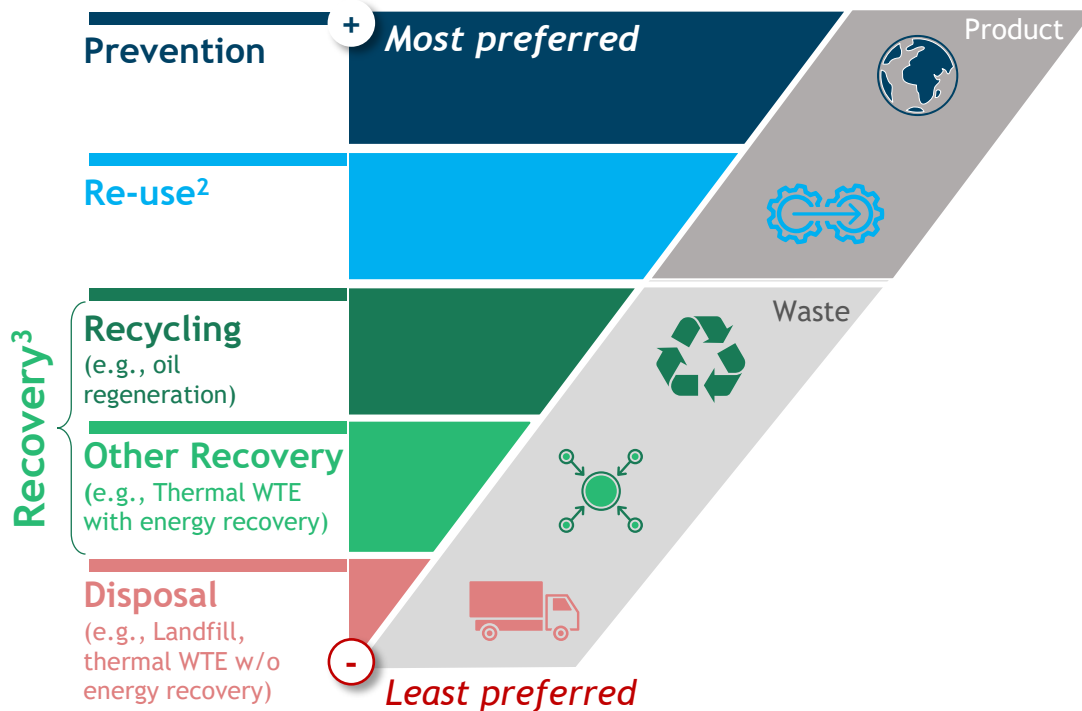 +
Most preferred
Product
Prevention
Re-use²
Waste
Recovery³
Recycling
(e.g., oil
regeneration)
Other Recovery
(e.g., Thermal WTE
with energy recovery)
Disposal
(e.g., Landfill,
thermal WTE w/o
energy recovery)
-
Least preferred